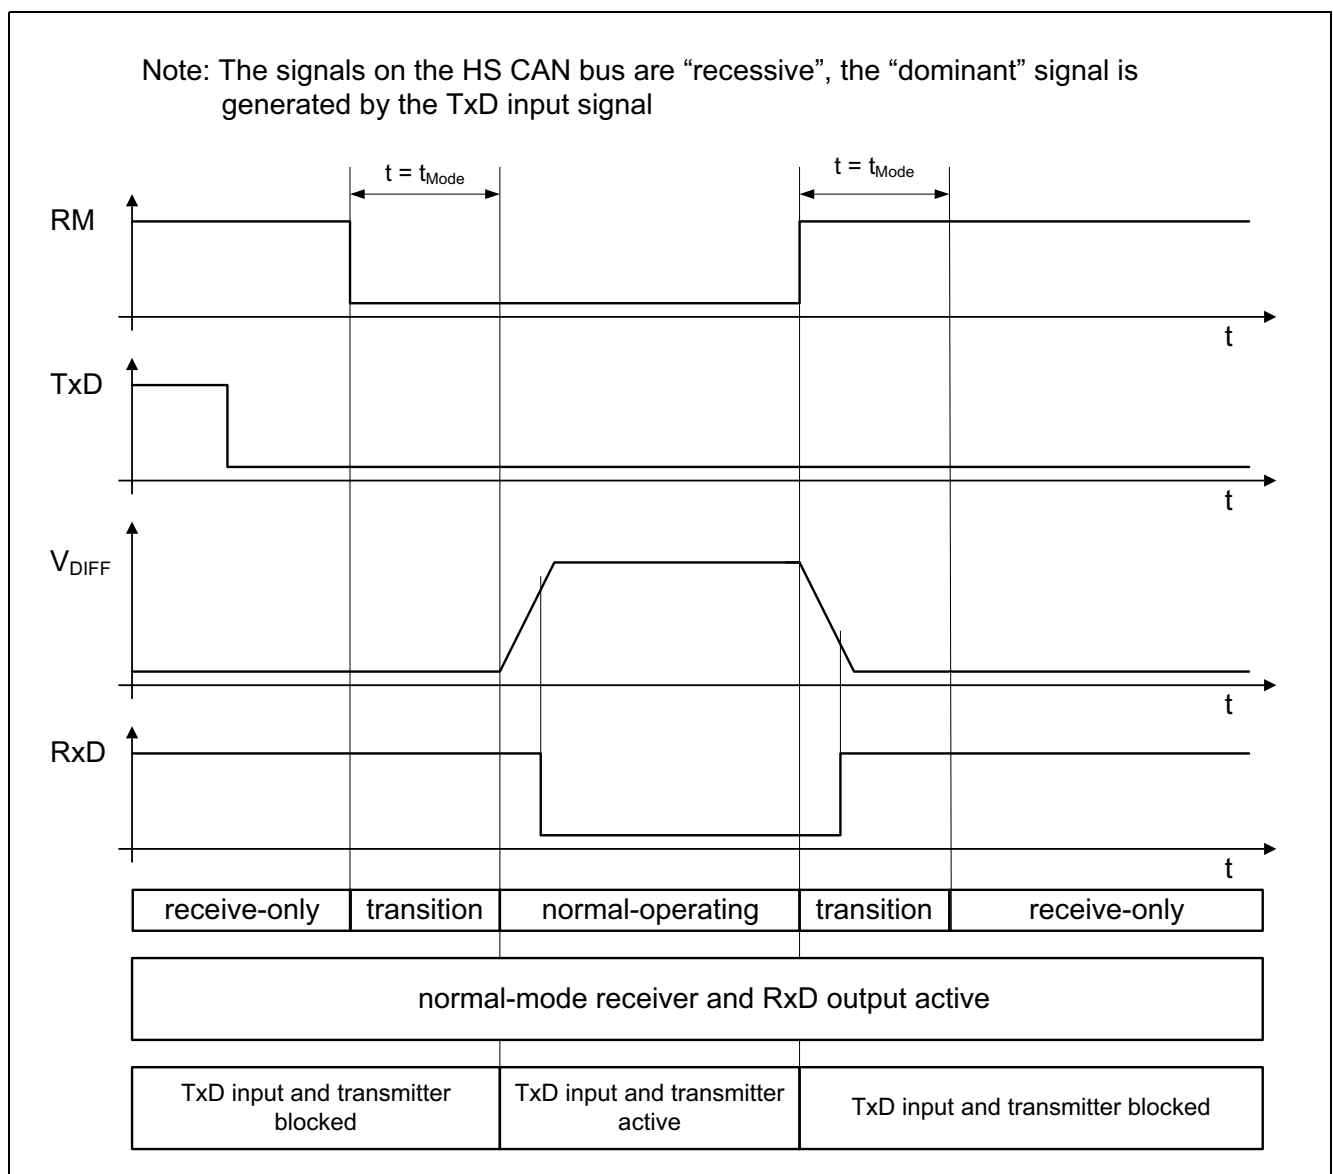 Note: The signals on the HS CAN bus are “recessive”, the “dominant” signal is
generated by the TxD input signal
t = tMode
t = tMode
RM
t
TxD
t
VDIFF
t
RxD
t
receive-only
transition
normal-operating
transition
receive-only
normal-mode receiver and RxD output active
TxD input and transmitter
blocked
TxD input and transmitter
active
TxD input and transmitter blocked